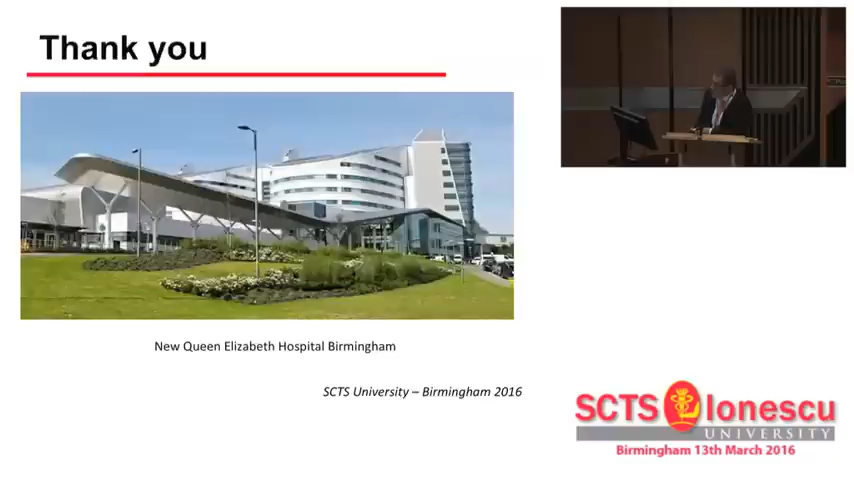 Thank you
New Queen Elizabeth Hospital Birmingham
SCTS University – Birmingham 2016
SCTS Ionescu
UNIVERSITY
Birmingham 13th March 2016